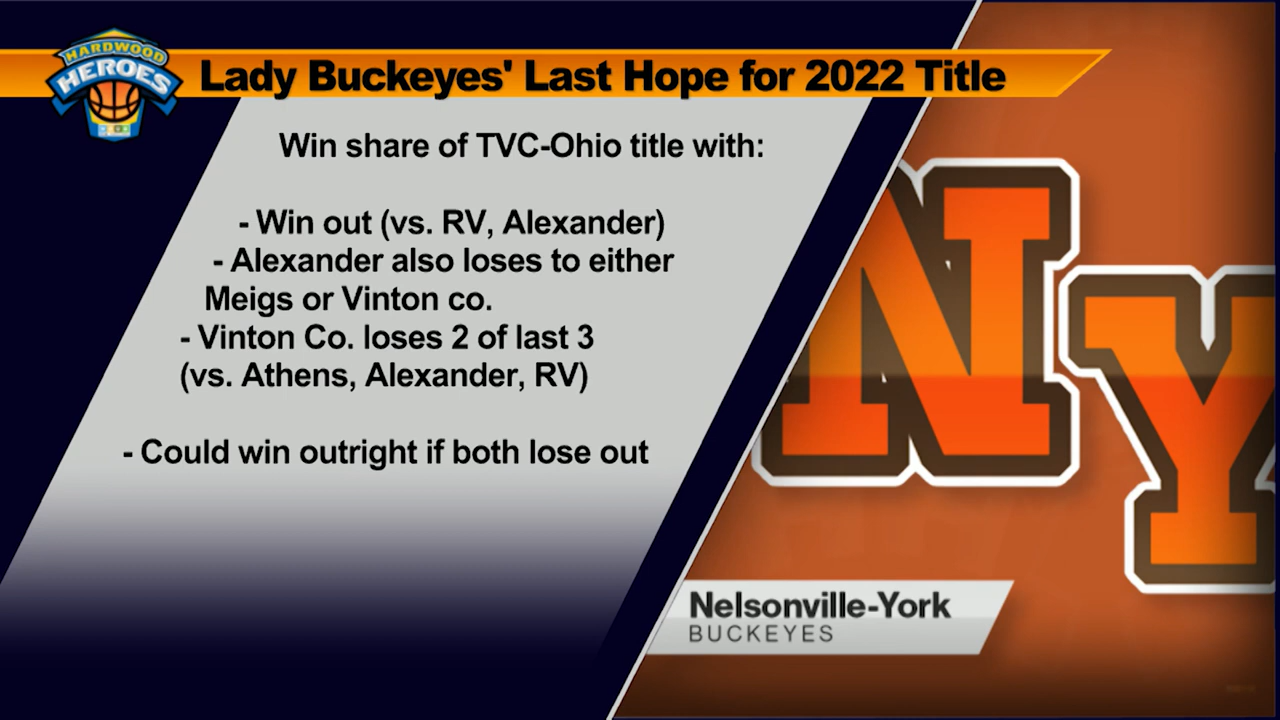 HARDWOOD
HEROES
Lady Buckeyes' Last Hope for 2022 Title
Win share of TVC-Ohio title with:
- Win out (vs. RV, Alexander)
- Alexander also loses to either
Meigs or Vinton co.
- Vinton Co. loses 2 of last 3
(vs. Athens, Alexander, RV)
- Could win outright if both lose out
NY
Nelsonville-York
BUCKEYES